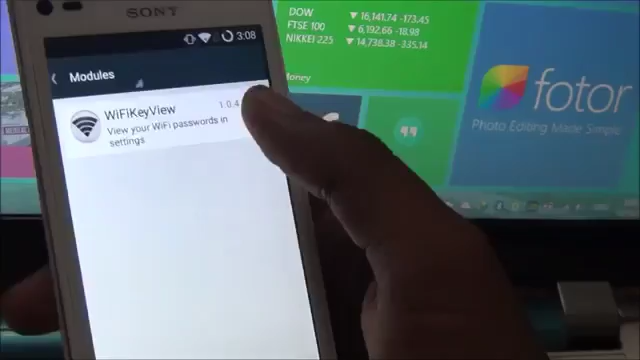 SONY
3:08
Modules
WiFiKeyView
1.0.4
View your WiFi passwords in
settings
DOW ▼ 16,141.74 -173.45
FTSE 100 ▼ 6,192.66 -18.98
NIKKEI 225 ▼ 14,738.38 -335.14
Money
fotor
Photo Editing Made Simple